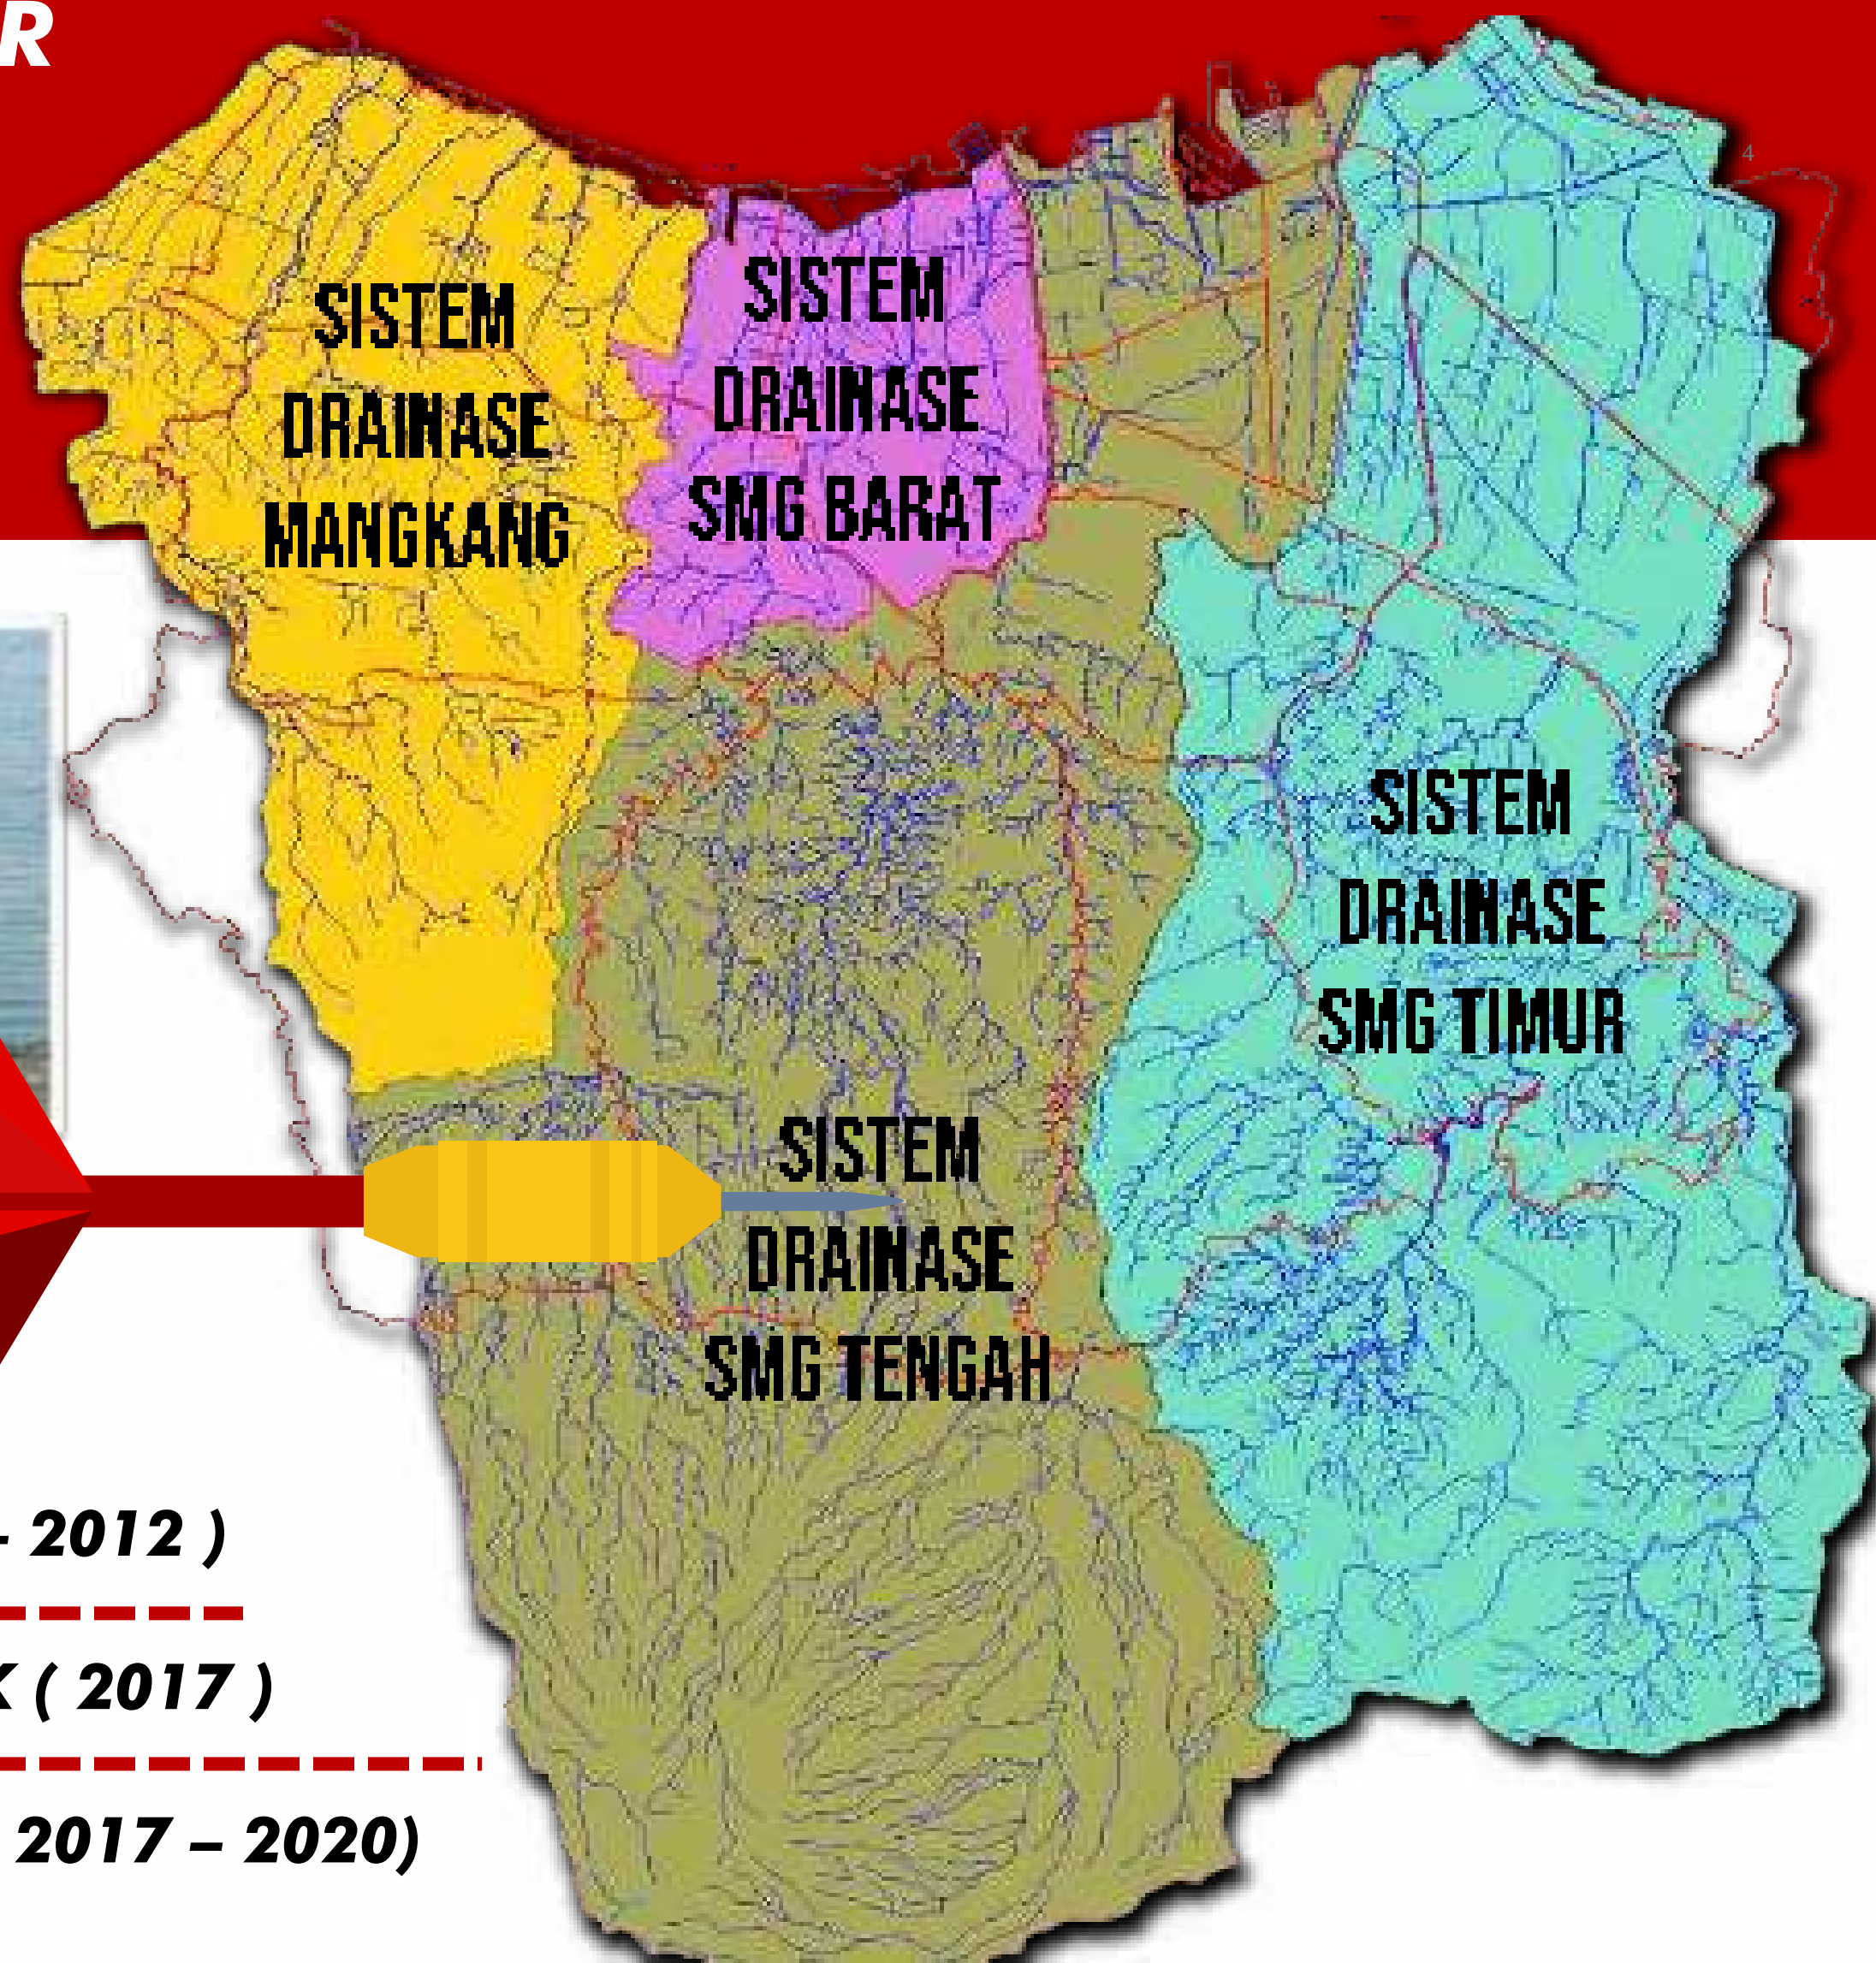 R
4
SISTEM
DRAINASE
MANGKANG
SISTEM
DRAINASE
SMG BARAT
SISTEM
DRAINASE
SMG TIMUR
SISTEM
DRAINASE
SMG TENGAH
- 2012 )
K ( 2017 )
2017 – 2020)